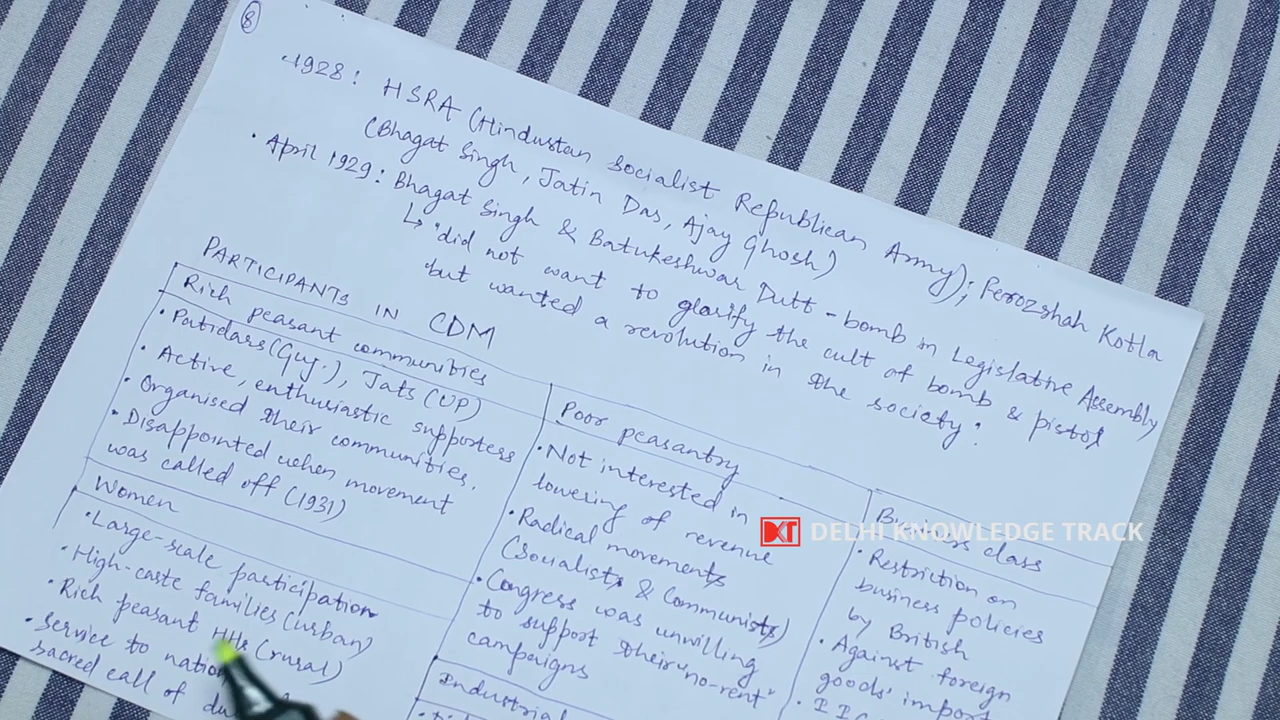 8
• 1928 : HSRA (Hindustan Socialist Republican Army); Ferozshah Kotla
(Bhagat Singh, Jatin Das, Ajay Ghosh)
• April 1929 : Bhagat Singh & Batukeshwar Dutt - bomb in Legislative Assembly
↳ "did not want to glorify the cult of bomb & pistol
but wanted a revolution in the society:
PARTICIPANTS IN CDM
Rich peasant communities
• Patidars (Guj.), Jats (UP)
• Active, enthusiastic supporters
• Organised their communities.
• Disappointed when movement
was called off (1931)
Poor peasantry
• Not interested in
lowering of revenue
• Radical movements
(Socialists & Communists)
• Congress was unwilling
to support their "no-rent"
campaigns
Business class
• Restriction on
business policies
by British
• Against foreign
goods' import
Women
• Large-scale participation
• High-caste families (urban)
• Rich peasant HHs (rural)
• Service to
sacred call of
Industrial
DKT DELHI KNOWLEDGE TRACK